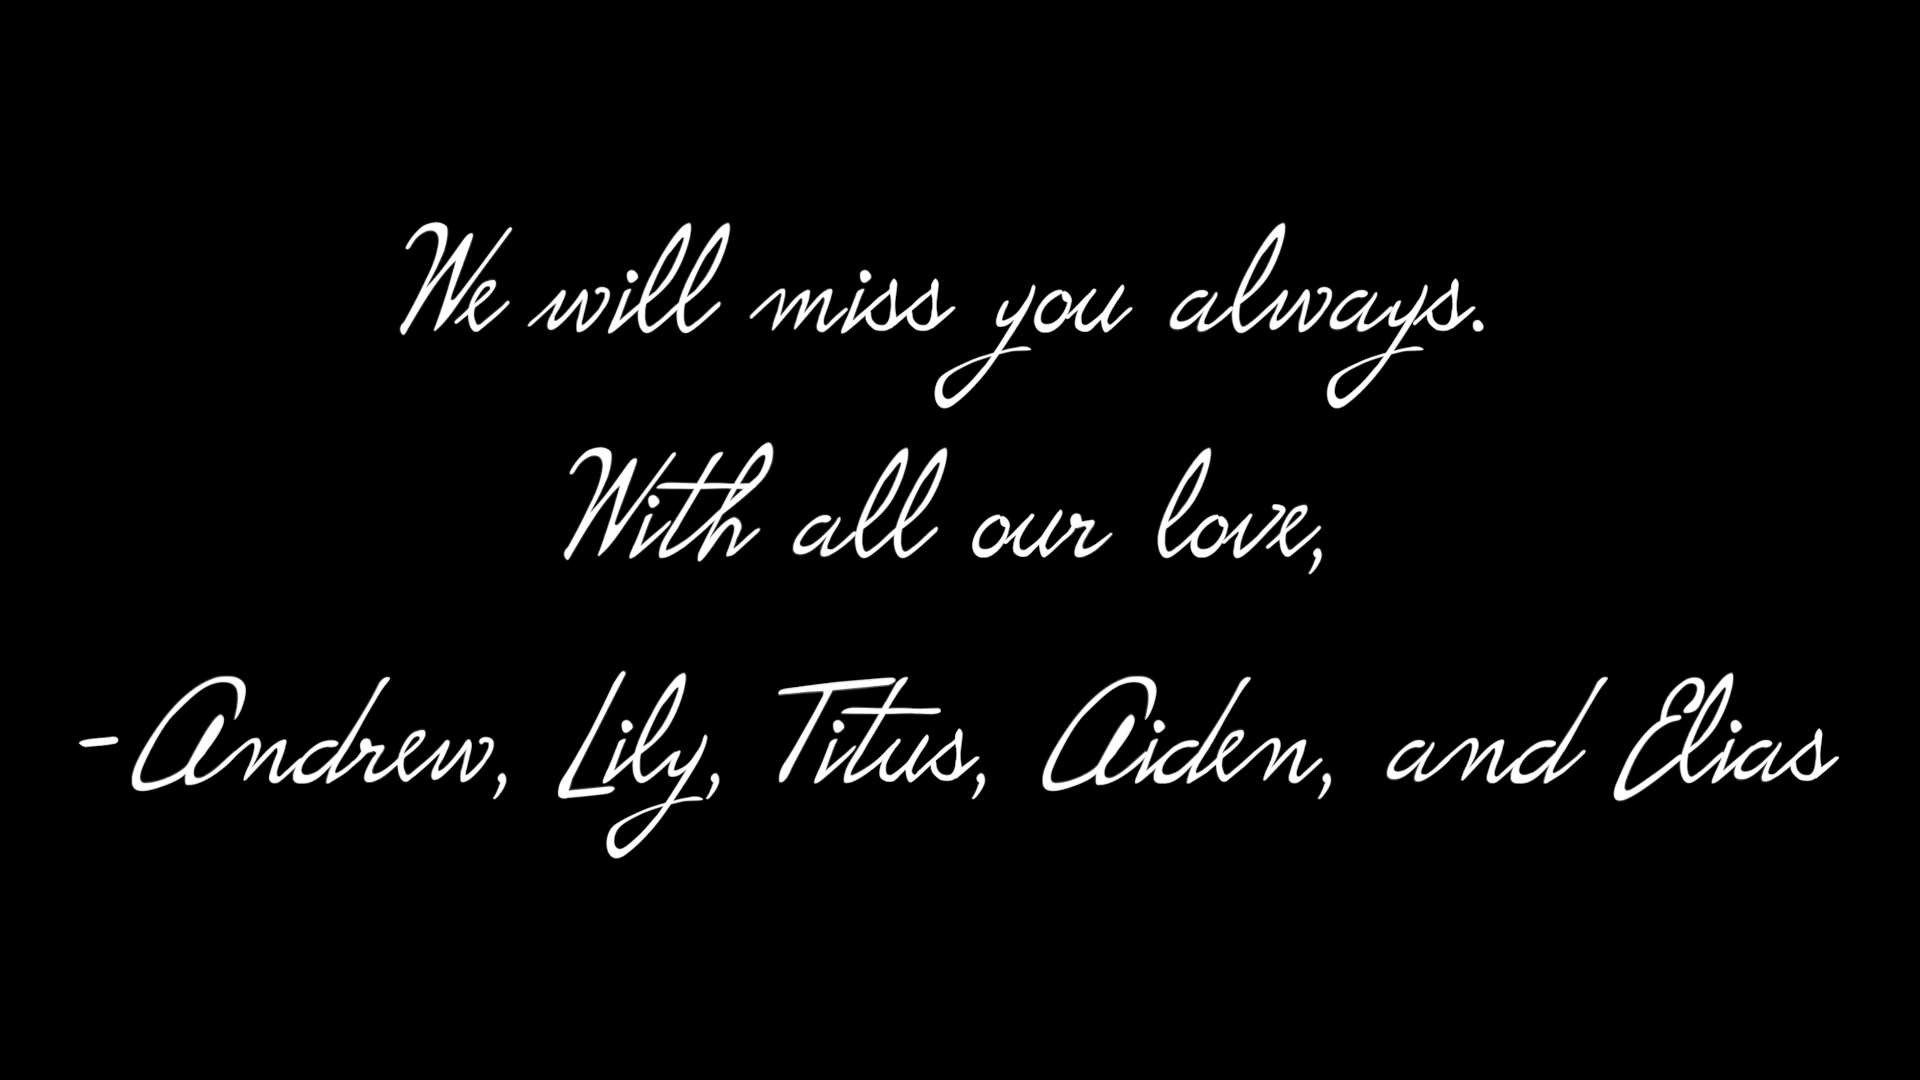 We will miss you always.
With all our love,
-Andrew, Lily, Titus, Aiden, and Elias